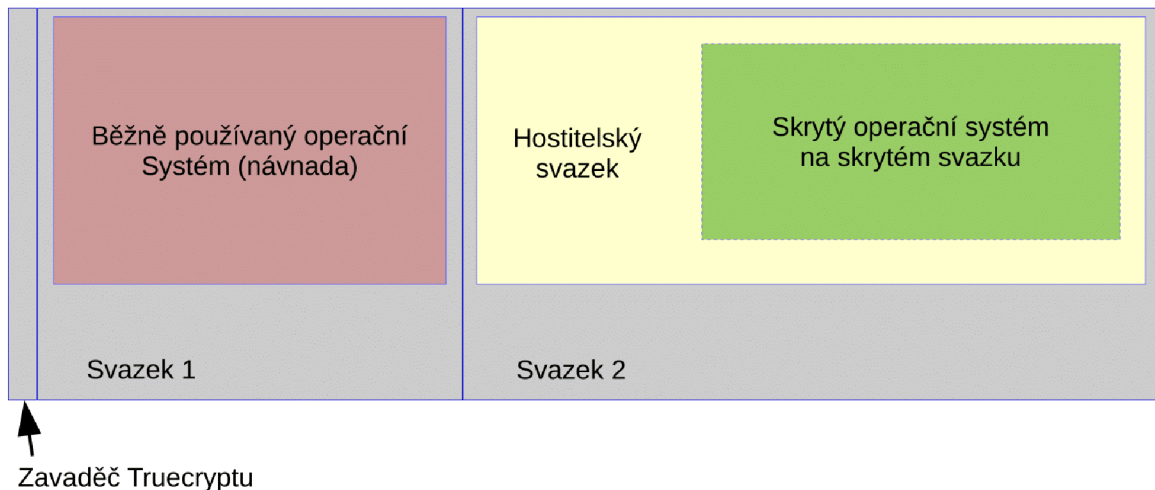 Běžně používaný operační
Systém (návnada)
Hostitelský
svazek
Skrytý operační systém
na skrytém svazku
Svazek 1
Svazek 2
Zavaděč Truecryptu